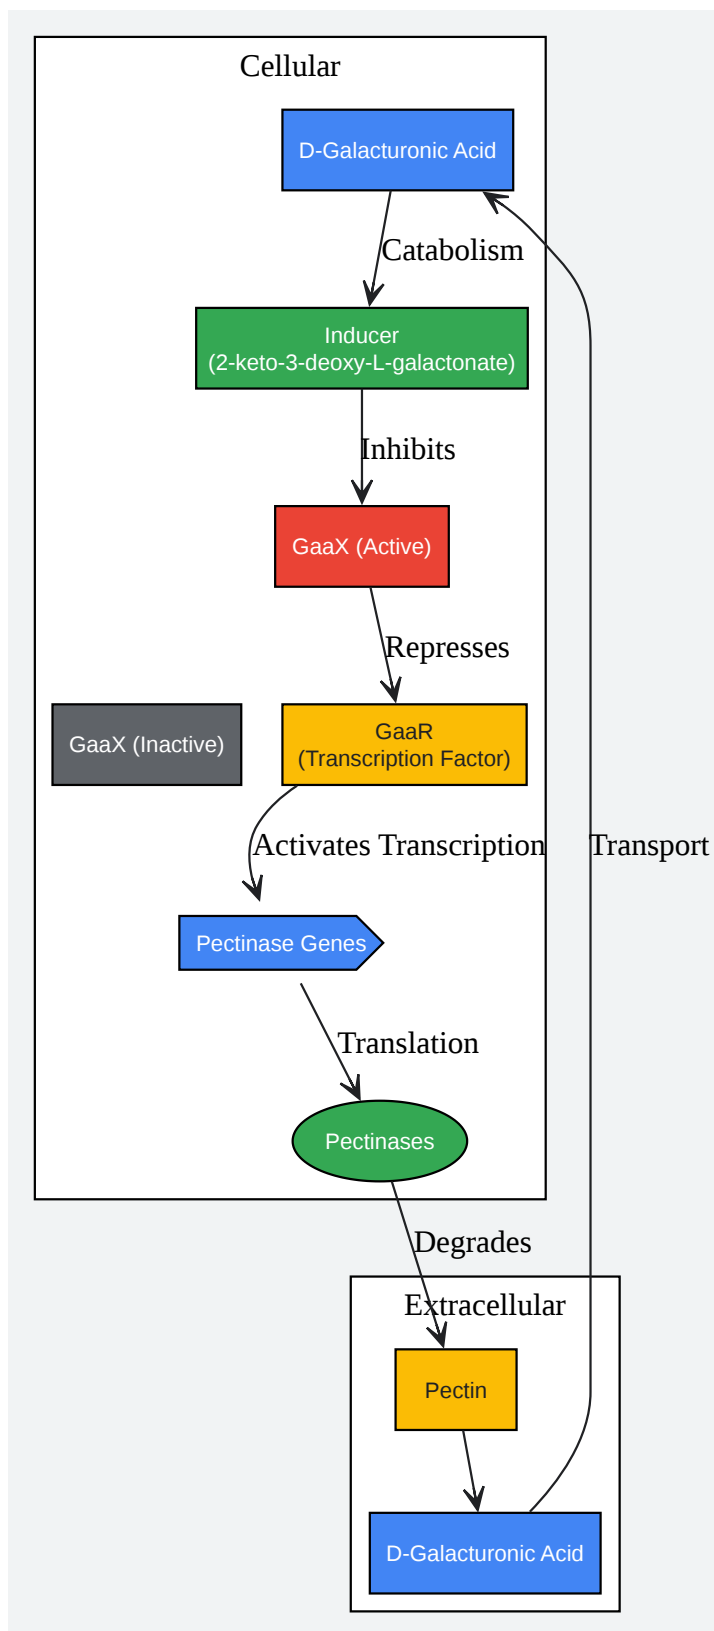 Cellular
D-Galacturonic Acid
Catabolism
Inducer
(2-keto-3-deoxy-L-galactonate)
Inhibits
GaaX (Active)
Represses
GaaX (Inactive)
GaaR
(Transcription Factor)
Activates Transcription
Transport
Pectinase Genes
Translation
Pectinases
Degrades
Extracellular
Pectin
D-Galacturonic Acid